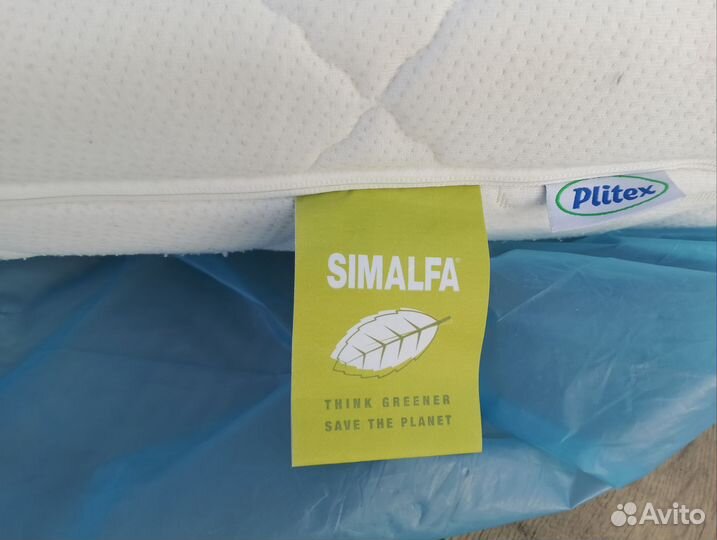 Plitex
SIMALFA®
THINK GREENER
SAVE THE PLANET
Avito